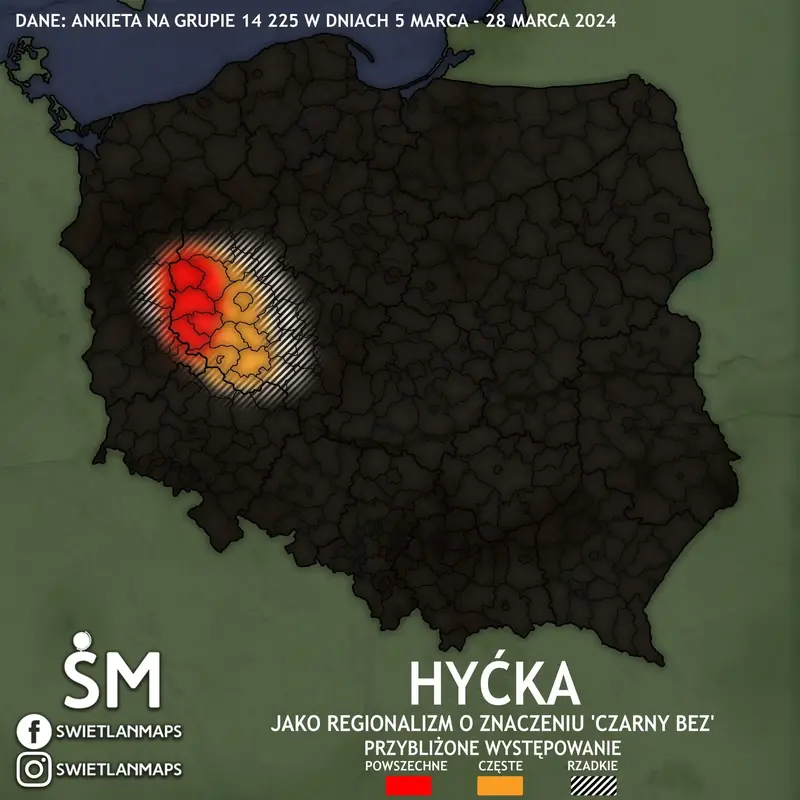 DANE: ANKIETA NA GRUPIE 14 225 W DNIACH 5 MARCA - 28 MARCA 2024
ŚM
SWIETLANMAPS
SWIETLANMAPS
HYĆKA
JAKO REGIONALIZM O ZNACZENIU 'CZARNY BEZ'
PRZYBLIŻONE WYSTĘPOWANIE
POWSZECHNE CZĘSTE RZADKIE